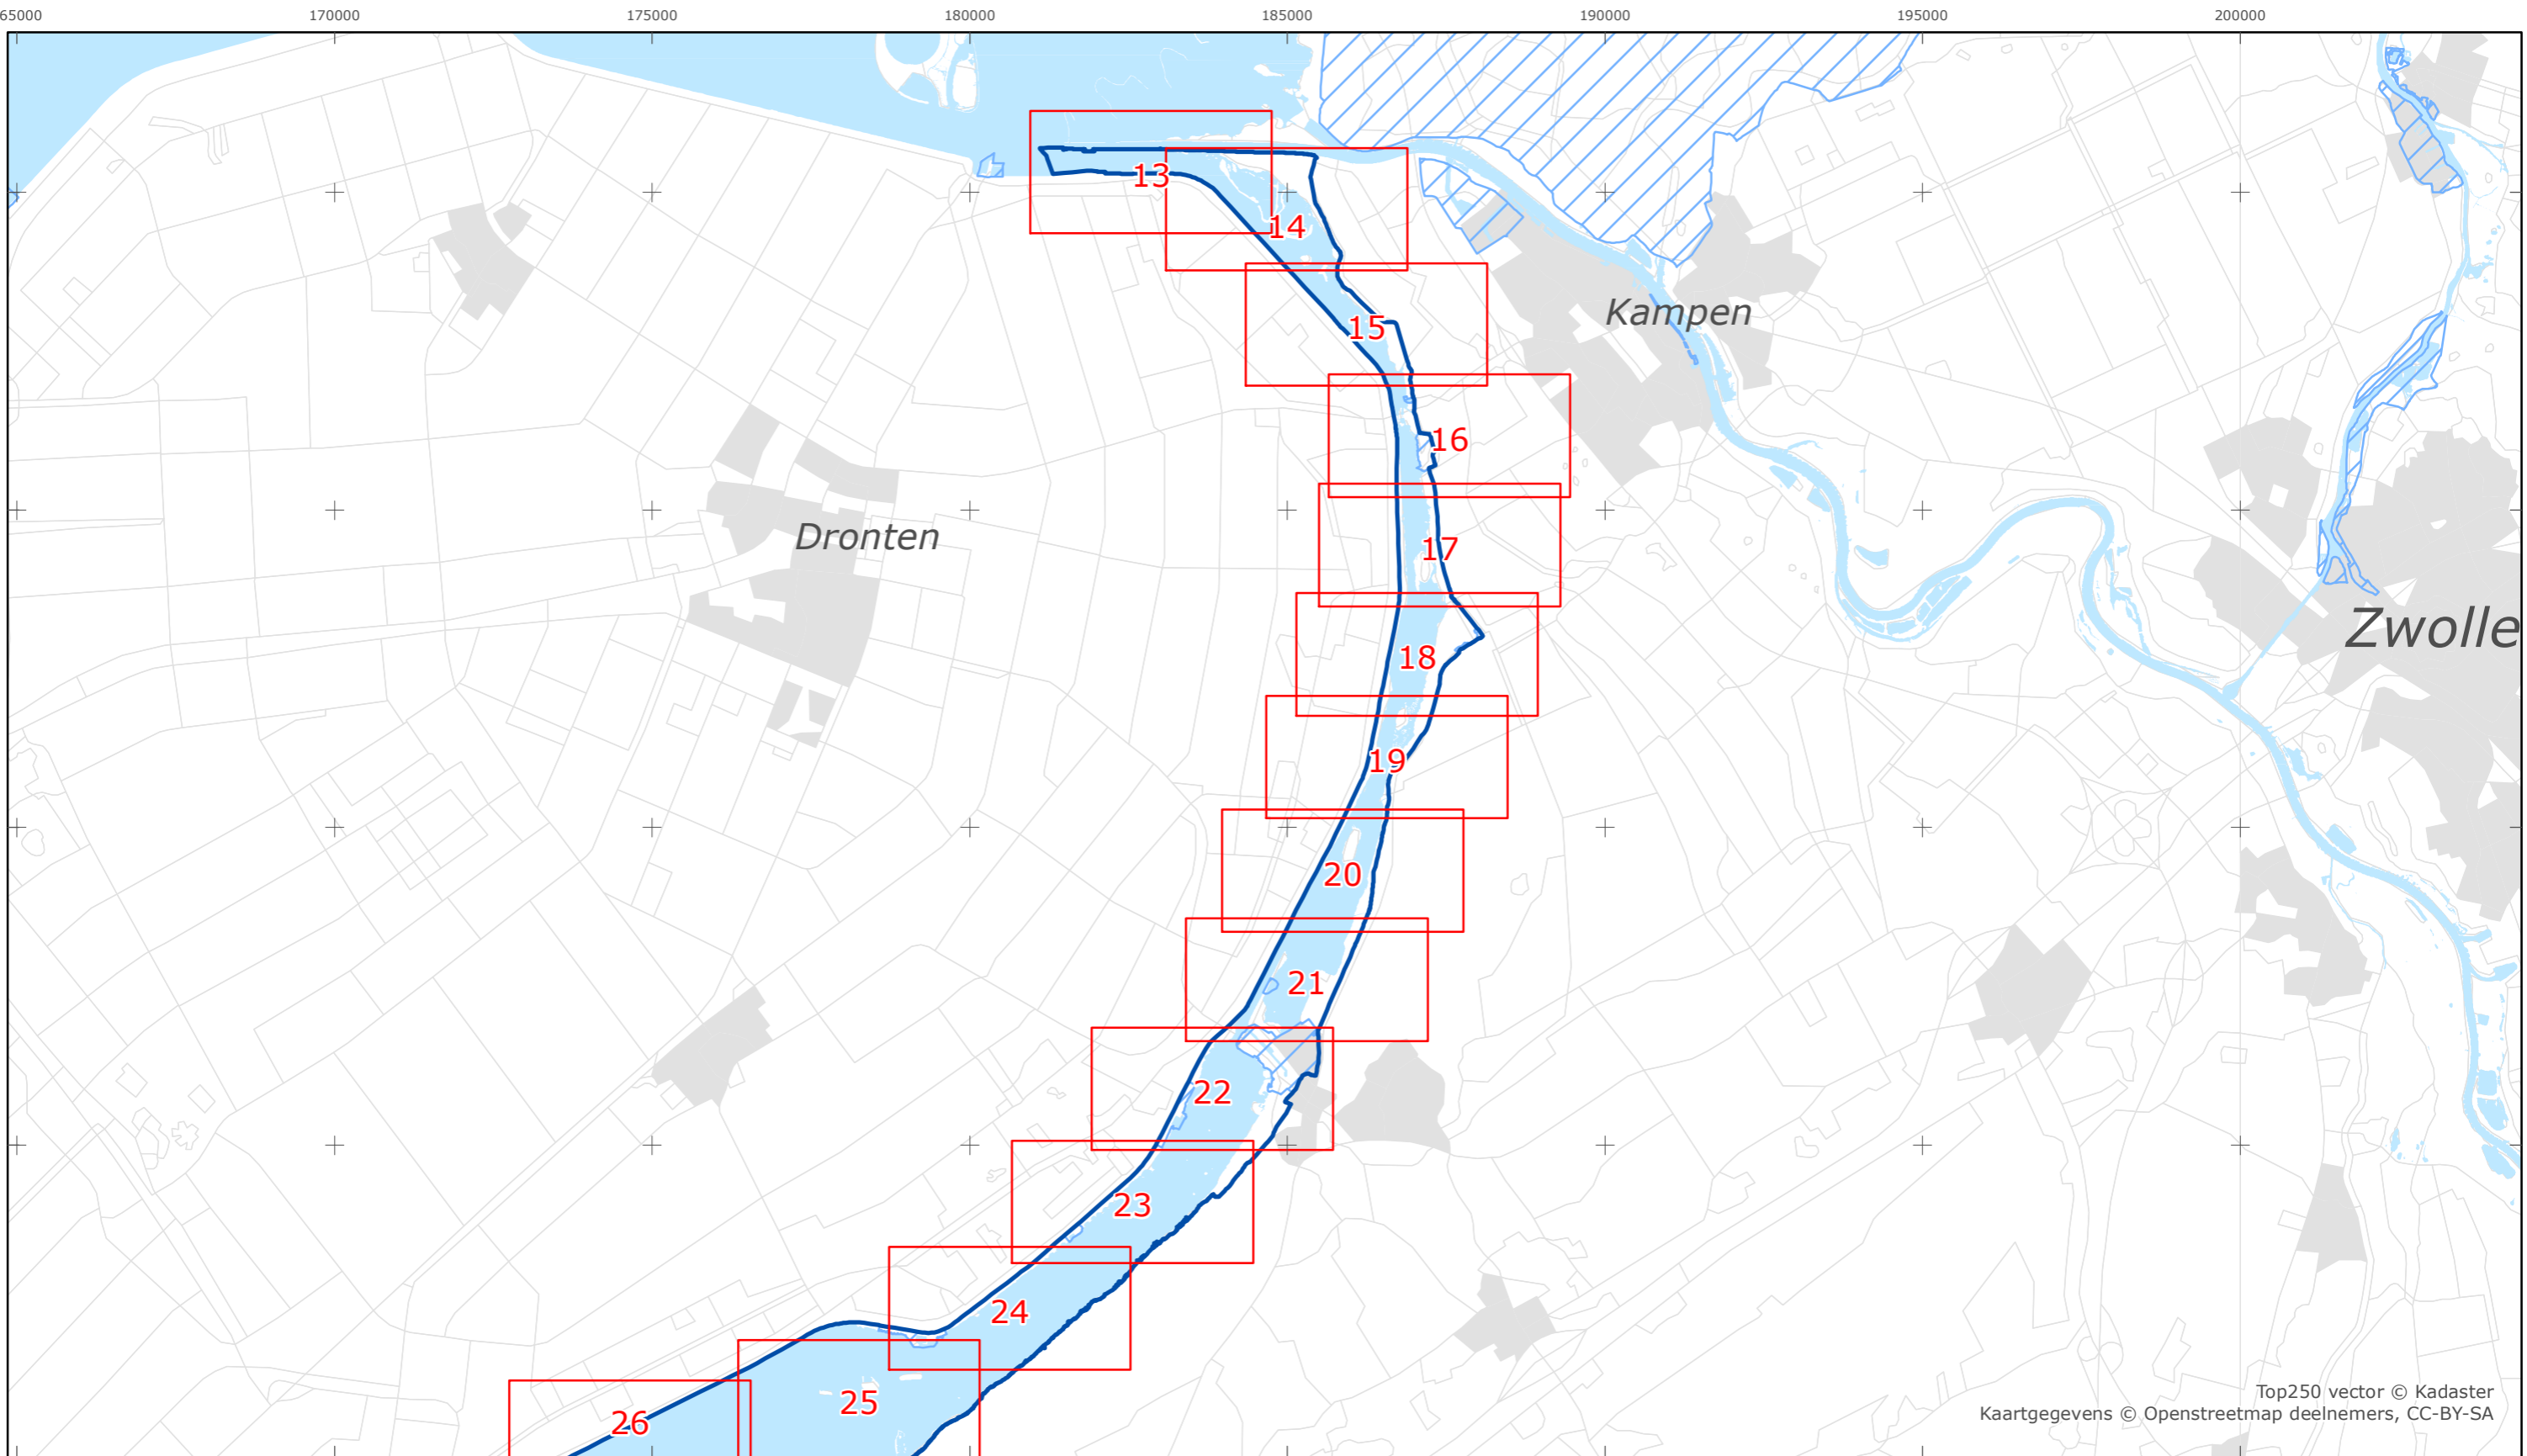 65000 170000 175000 180000 185000 190000 195000 200000
13
14
Kampen
15
16
Dronten
17
Zwolle
18
19
20
21
22
23
24
25
26
Top250 vector © Kadaster
Kaartgegevens © Openstreetmap deelnemers, CC-BY-SA